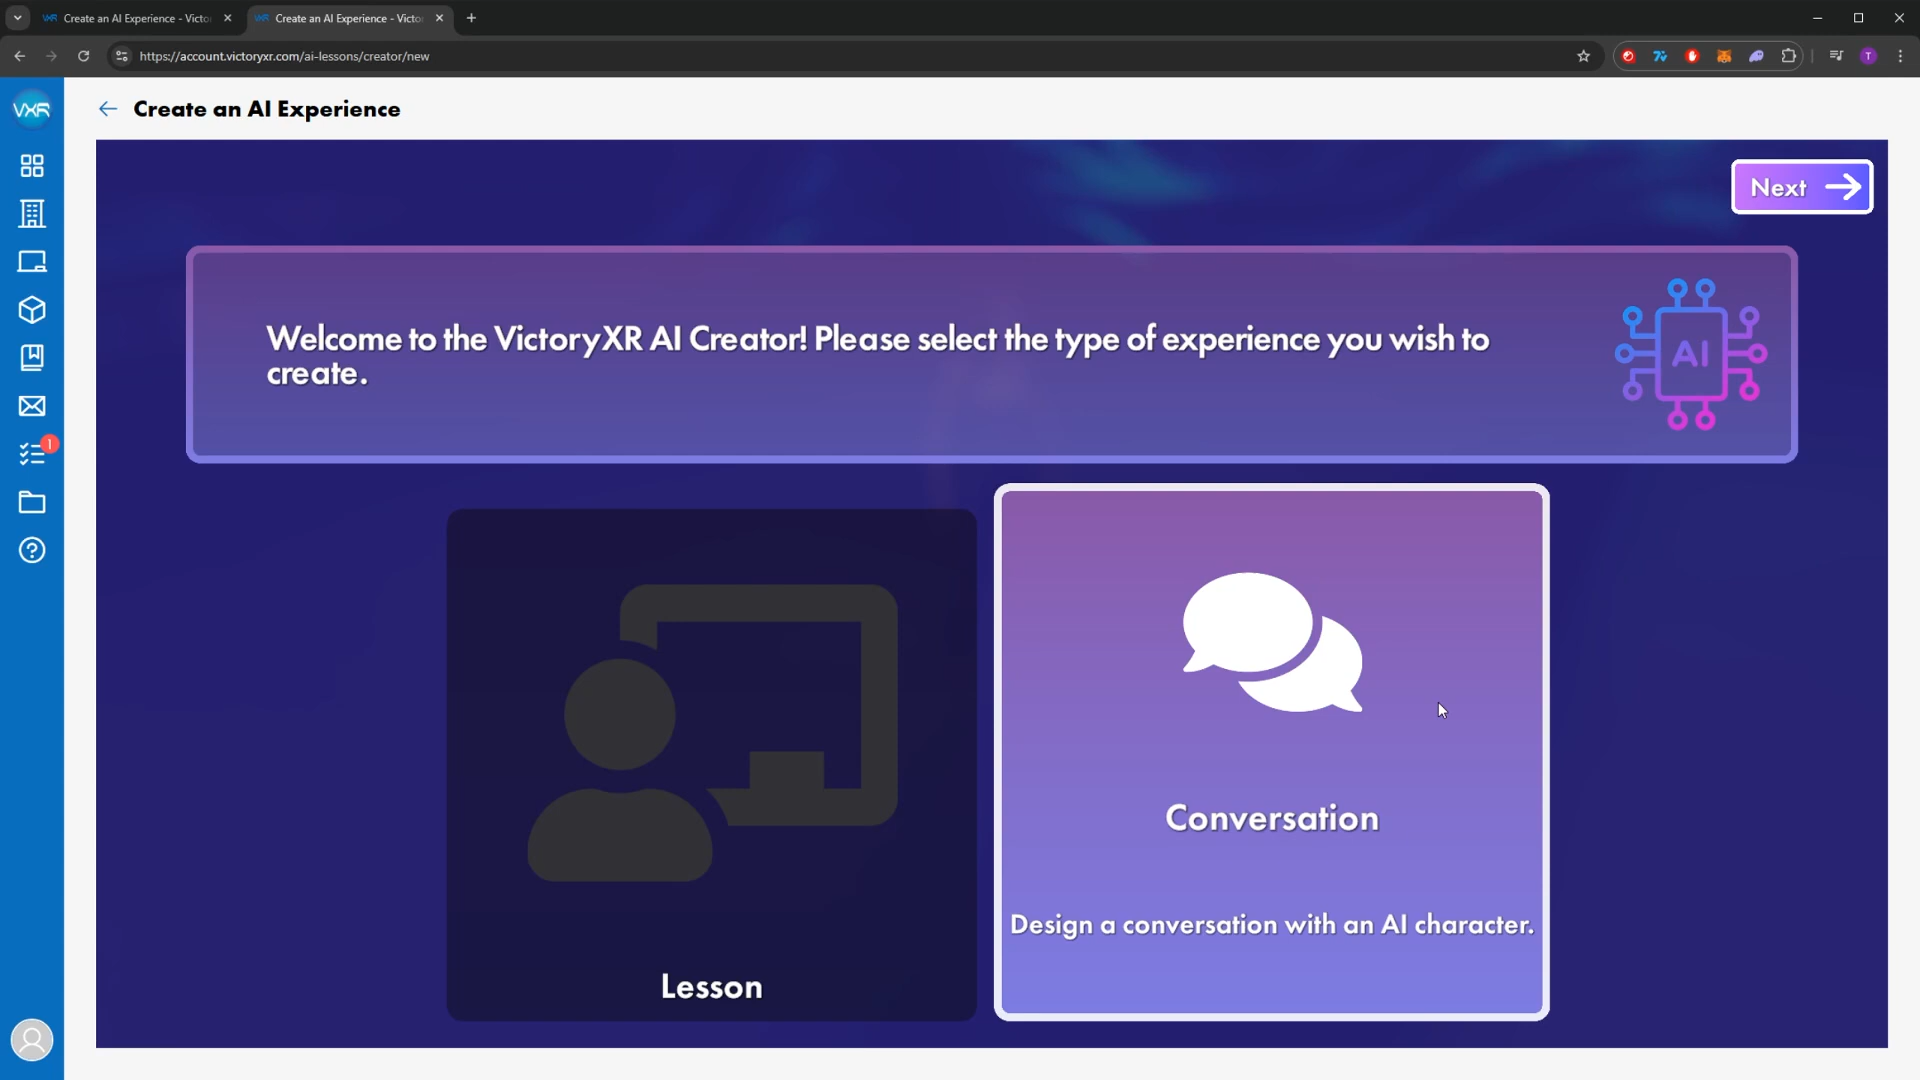 Create an AI Experience - Victo
Create an AI Experience - Victo
https://account.victoryxr.com/ai-lessons/creator/new
T
VXR
Create an AI Experience
Next
Welcome to the VictoryXR AI Creator! Please select the type of experience you wish to
create.
AI
1
Conversation
Design a conversation with an AI character.
Lesson